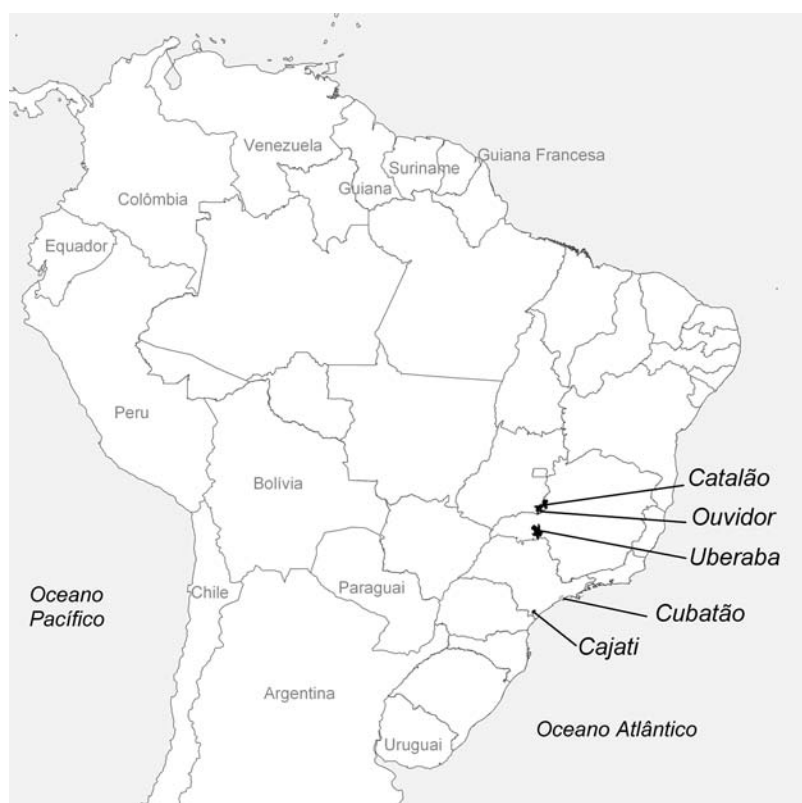 Venezuela
Guiana Francesa
Suriname
Guiana
Colômbia
Equador
Peru
Bolívia
Catalão
Ouvidor
Uberaba
Oceano
Pacífico
Chile
Paraguai
Cubatão
Cajati
Argentina
Oceano Atlântico
Uruguai